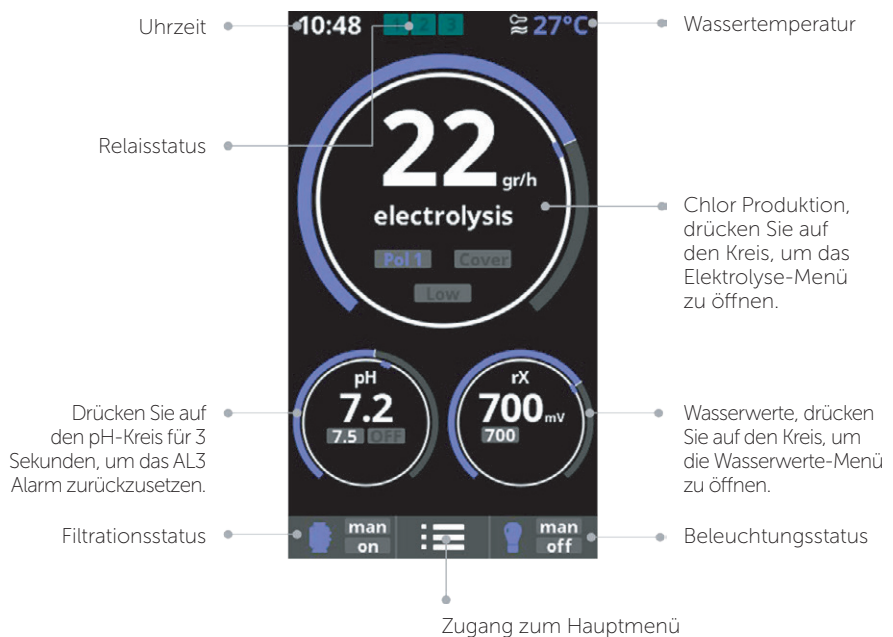 Uhrzeit
10:48
1 2 3
27°C
Wassertemperatur
Relaisstatus
22 gr/h
electrolysis
Pol 1
Cover
Low
Chlor Produktion,
drücken Sie auf
den Kreis, um das
Elektrolyse-Menü
zu öffnen.
Drücken Sie auf
den pH-Kreis für 3
Sekunden, um das AL3
Alarm zurückzusetzen.
pH
7.2
7.5 OFF
rX
700 mV
700
Wasserwerte, drücken
Sie auf den Kreis, um
die Wasserwerte-Menü
zu öffnen.
Filtrationsstatus
man
on
man
off
Beleuchtungsstatus
Zugang zum Hauptmenü